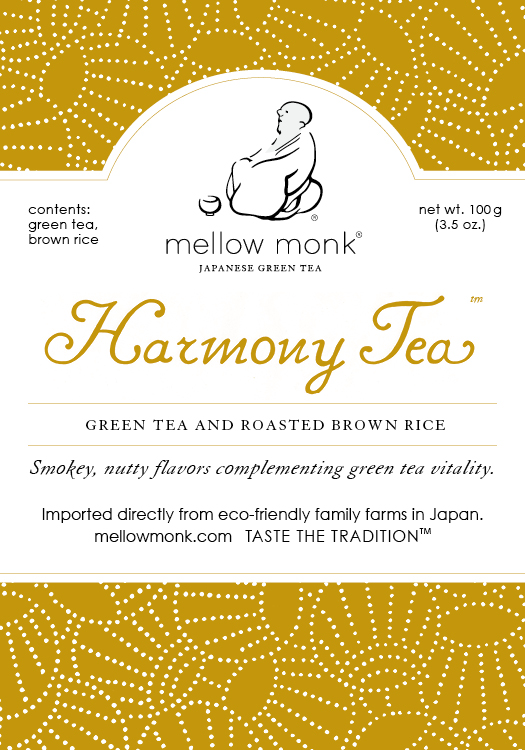 contents:
green tea,
brown rice
net wt. 100g
(3.5 oz.)
®
mellow monk®
JAPANESE GREEN TEA
Harmony Tea™
GREEN TEA AND ROASTED BROWN RICE
Smokey, nutty flavors complementing green tea vitality.
Imported directly from eco-friendly family farms in Japan.
mellowmonk.com TASTE THE TRADITION™